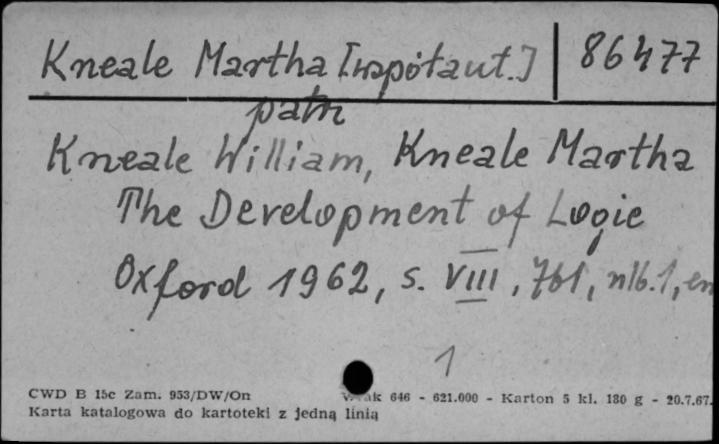 Kneale Martha [współaut.] 86477
patrz
Kneale William, Kneale Martha
The Development of Logic
Oxford 1962, s. VIII, 761, nlb.1, en
1
CWD B 15c Zam. 953/DW/On
646 - 621.000 - Karton 5 kl. 180 g - 20.7.67.
Karta katalogowa do kartoteki z jedną linią